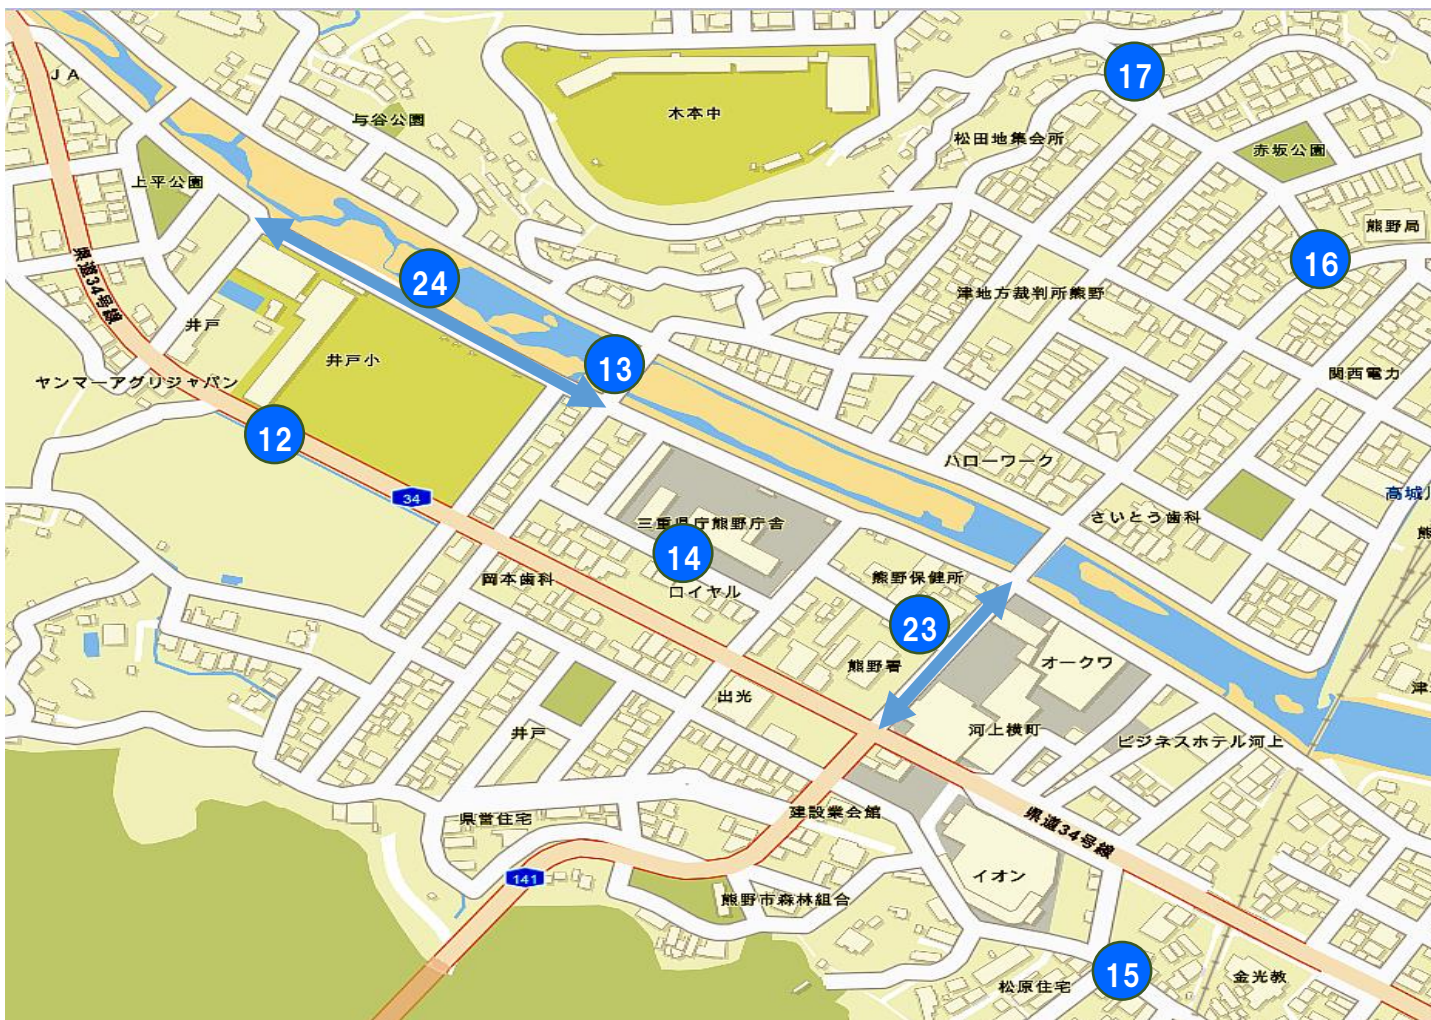 17
JA
木本中
与谷公園
松田地集会所
赤坂公園
上平公園
熊野局
16
県道34号線
24
津地方裁判所熊野
井戸
井戸小
13
ヤンマーアグリジャパン
関西電力
12
ハローワーク
34
高城川
さいとう歯科
三重県庁熊野庁舎
熊
14
岡本歯科
熊野保健所
ロイヤル
23
熊野署
オークワ
津
出光
井戸
河上横町
ビジネスホテル河上
県営住宅
建設業会館
県道34号線
141
イオン
熊野市森林組合
15
松原住宅
金光教